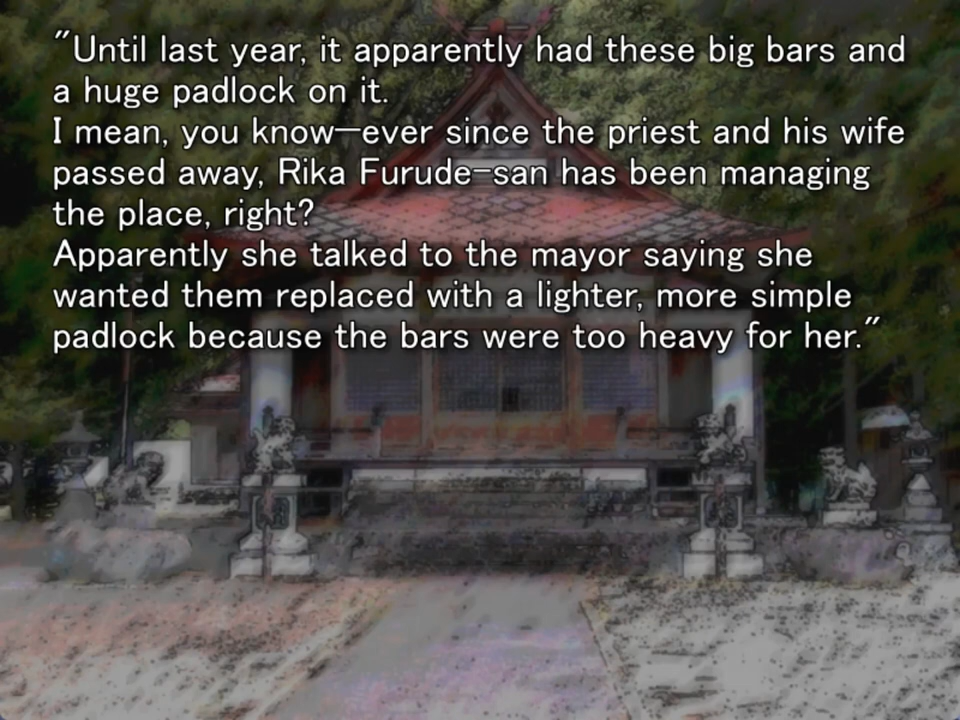 "Until last year, it apparently had these big bars and
a huge padlock on it.
I mean, you know—ever since the priest and his wife
passed away, Rika Furude-san has been managing
the place, right?
Apparently she talked to the mayor saying she
wanted them replaced with a lighter, more simple
padlock because the bars were too heavy for her."